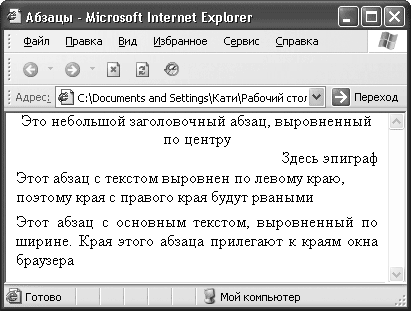 Абзацы - Microsoft Internet Explorer
Файл Правка Вид Избранное Сервис Справка
Адрес: C:\Documents and Settings\Кати\Рабочий стол Переход
Это небольшой заголовочный абзац, выровненный
по центру
Здесь эпиграф
Этот абзац с текстом выровнен по левому краю,
поэтому края с правого края будут рваными
Этот абзац с основным текстом, выровненный по
ширине. Края этого абзаца прилегают к краям окна
браузера
Готово Мой компьютер